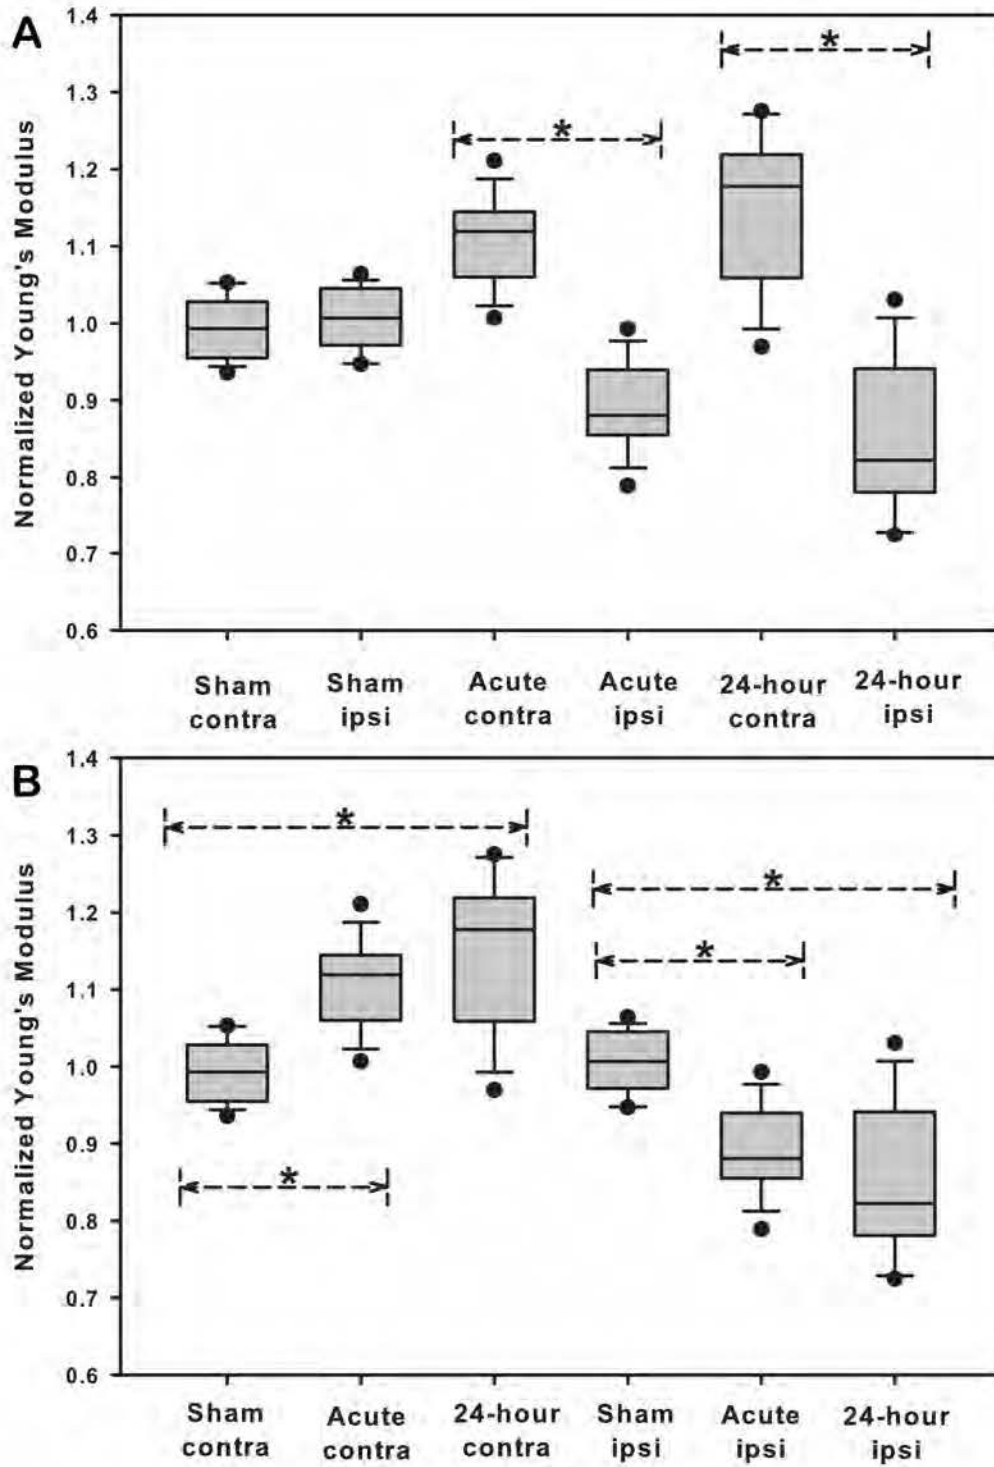 A
Normalized Young's Modulus
1.4
1.3
1.2
1.1
1.0
0.9
0.8
0.7
0.6
*
*
Sham
contra
Sham
ipsi
Acute
contra
Acute
ipsi
24-hour
contra
24-hour
ipsi
B
Normalized Young's Modulus
1.4
1.3
1.2
1.1
1.0
0.9
0.8
0.7
0.6
*
*
*
*
Sham
contra
Acute
contra
24-hour
contra
Sham
ipsi
Acute
ipsi
24-hour
ipsi